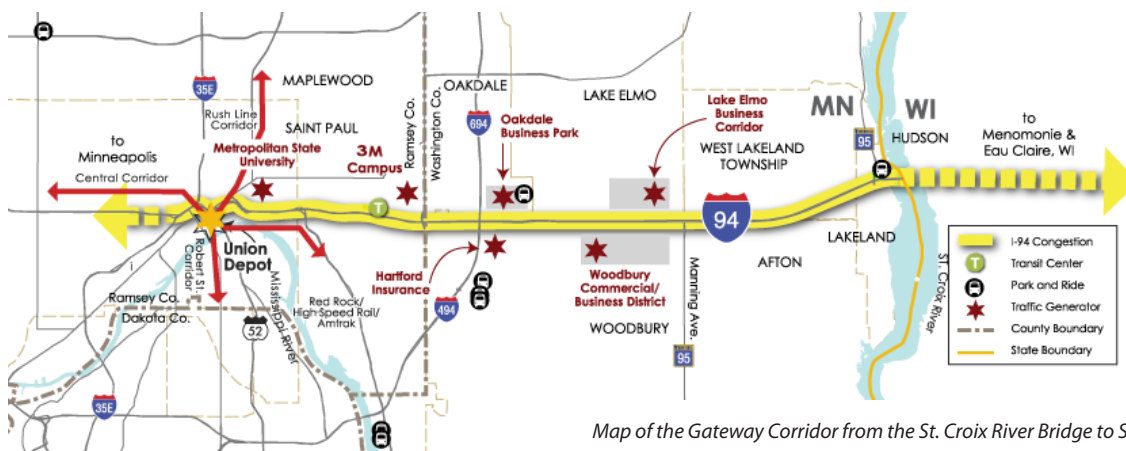 35E
MAPLEWOOD
Rush Line
Corridor
SAINT PAUL
Metropolitan State
University
3M
Campus
to
Minneapolis
Central Corridor
Ramsey Co.
Washington Co.
OAKDALE
694
Oakdale
Business Park
LAKE ELMO
Lake Elmo
Business
Corridor
WEST LAKELAND
TOWNSHIP
MN
WI
95
HUDSON
to
Menomonie &
Eau Claire, WI
T
94
Union
Depot
Robert St.
Corridor
i
Ramsey Co.
Dakota Co.
Mississippi River
52
Red Rock/
High-Speed Rail/
Amtrak
35E
Hartford
Insurance
494
Woodbury
Commercial/
Business District
WOODBURY
Manning Ave.
95
AFTON
LAKELAND
St. Croix River
I-94 Congestion
T
Transit Center
Park and Ride
Traffic Generator
County Boundary
State Boundary
Map of the Gateway Corridor from the St. Croix River Bridge to S